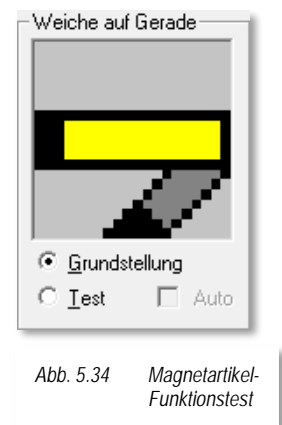 Weiche auf Gerade
Grundstellung
Test Auto
Abb. 5.34 Magnetartikel-
Funktionstest